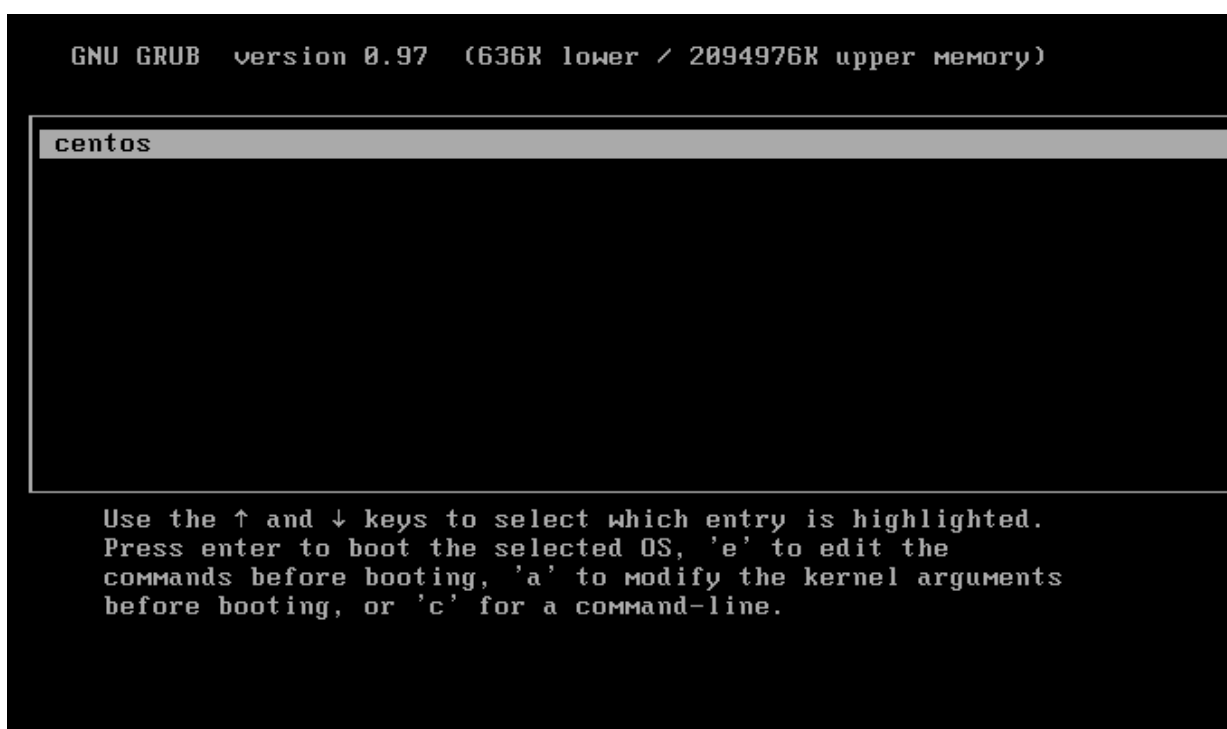 GNU GRUB  version 0.97  (636K lower / 2094976K upper memory)
centos
Use the ↑ and ↓ keys to select which entry is highlighted.
Press enter to boot the selected OS, 'e' to edit the
commands before booting, 'a' to modify the kernel arguments
before booting, or 'c' for a command-line.